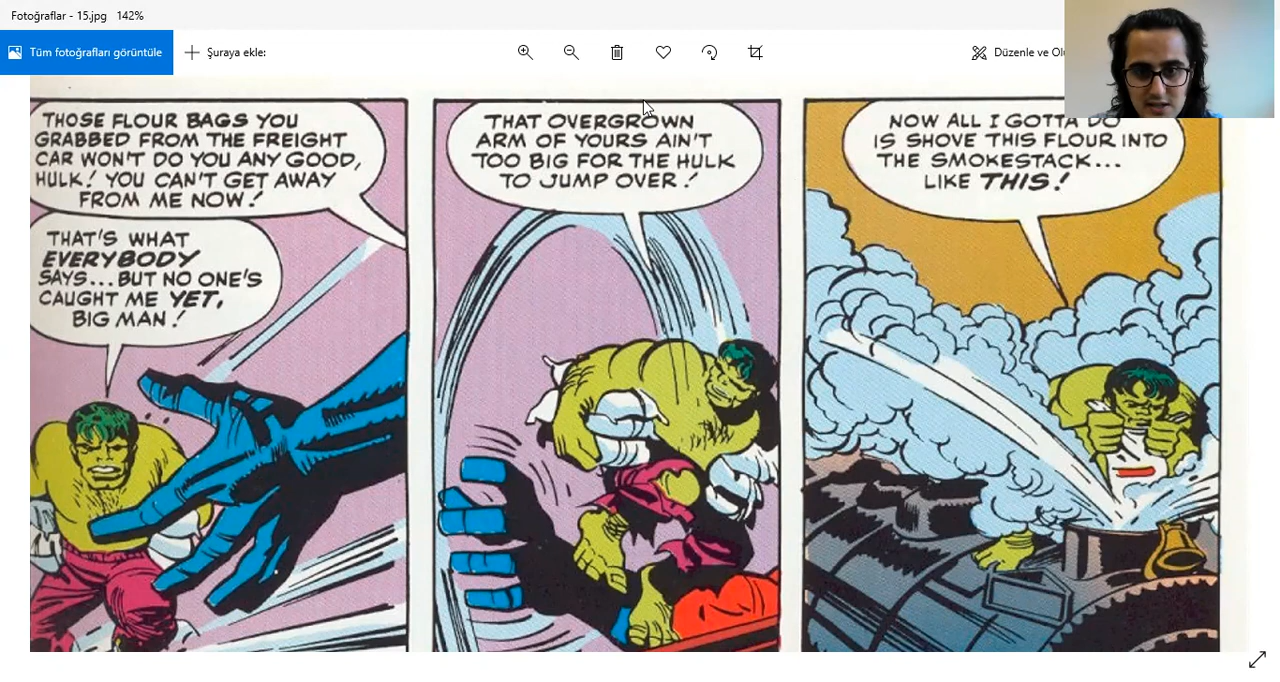 Fotoğraflar - 15.jpg 142%
Tüm fotoğrafları görüntüle
Şuraya ekle:
Düzenle ve Ol
THOSE FLOUR BAGS YOU
GRABBED FROM THE FREIGHT
CAR WON'T DO YOU ANY GOOD,
HULK! YOU CAN'T GET AWAY
FROM ME NOW!
THAT'S WHAT
EVERYBODY
SAYS...BUT NO ONE'S
CAUGHT ME YET,
BIG MAN!
THAT OVERGROWN
ARM OF YOURS AIN'T
TOO BIG FOR THE HULK
TO JUMP OVER!
NOW ALL I GOTTA DO
IS SHOVE THIS FLOUR INTO
THE SMOKESTACK...
LIKE THIS!